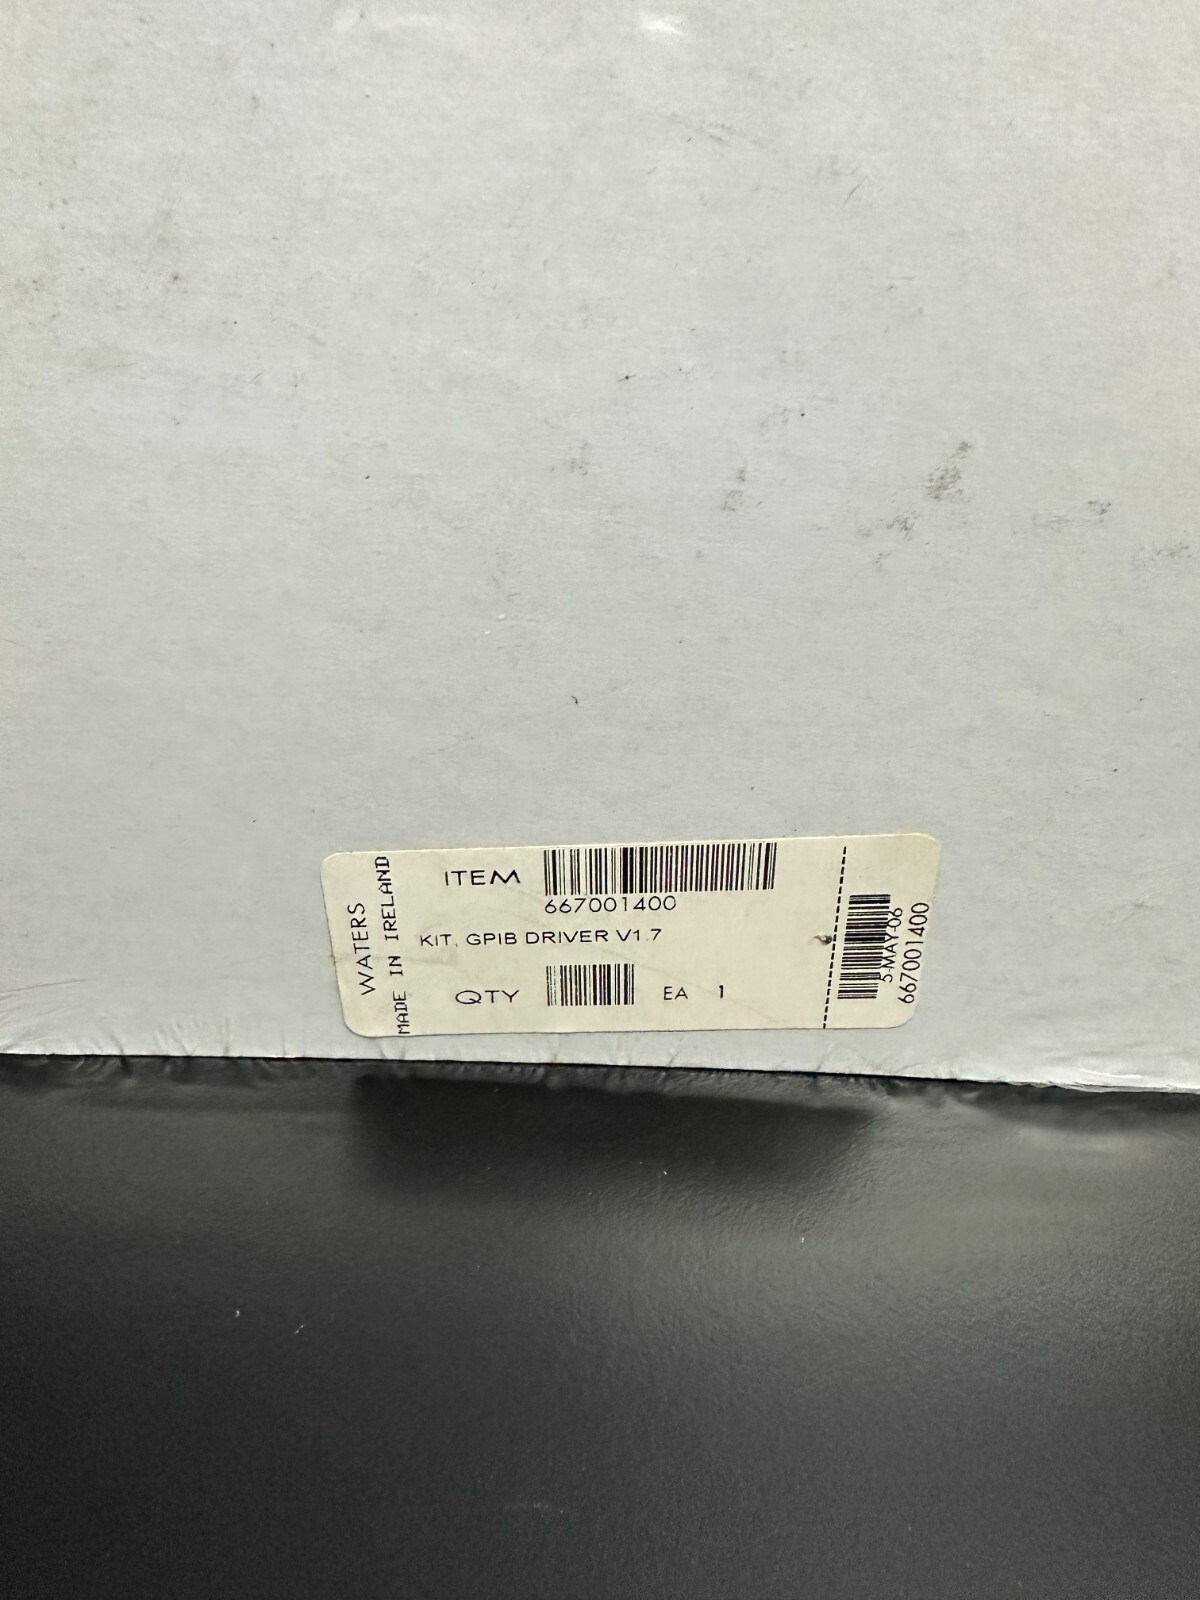 WATERS
MADE IN IRELAND
ITEM
667001400
KIT, GPIB DRIVER V1.7
QTY EA 1
5-MAY-06
667001400